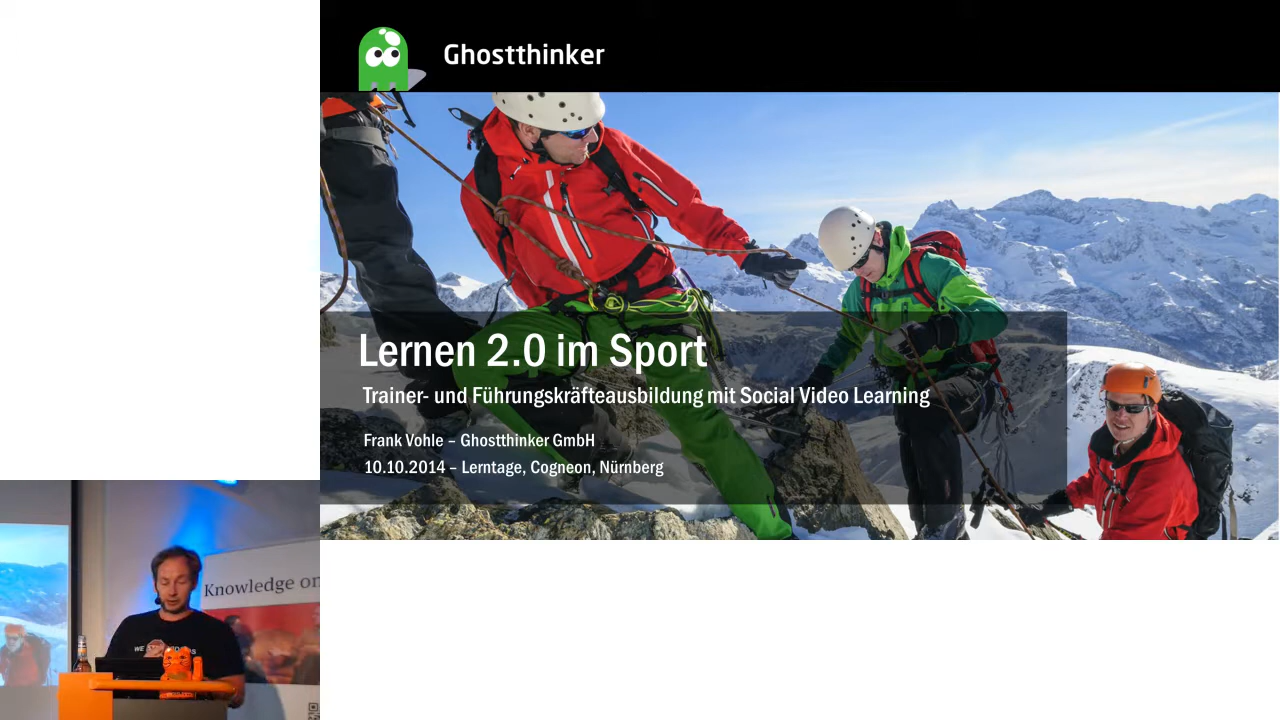 Ghostthinker
Lernen 2.0 im Sport
Trainer- und Führungskräfteausbildung mit Social Video Learning
Frank Vohle – Ghostthinker GmbH
10.10.2014 – Lerntage, Cogneon, Nürnberg
Knowledge on
WE